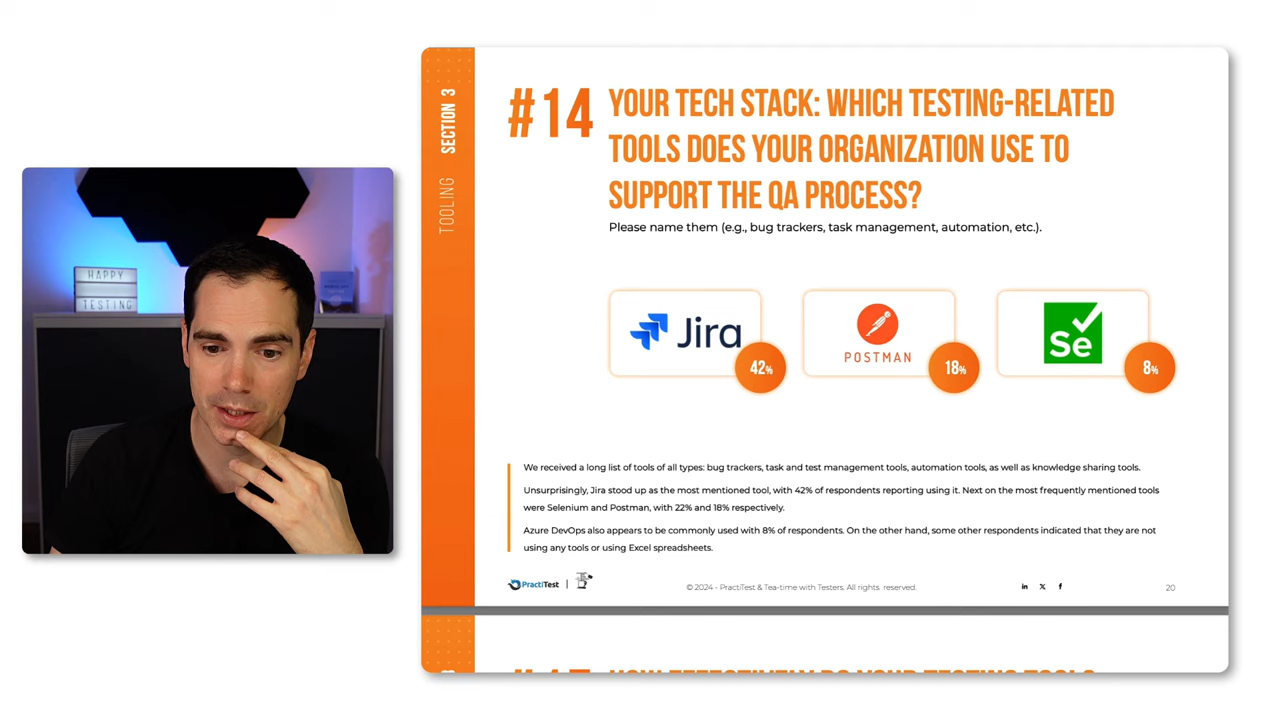 HAPPY
TESTING
SECTION 3
TOOLING
#14
YOUR TECH STACK: WHICH TESTING-RELATED
TOOLS DOES YOUR ORGANIZATION USE TO
SUPPORT THE QA PROCESS?
Please name them (e.g., bug trackers, task management, automation, etc.).
Jira
42%
POSTMAN
18%
Se
8%
We received a long list of tools of all types: bug trackers, task and test management tools, automation tools, as well as knowledge sharing tools.
Unsurprisingly, Jira stood up as the most mentioned tool, with 42% of respondents reporting using it. Next on the most frequently mentioned tools
were Selenium and Postman, with 22% and 18% respectively.
Azure DevOps also appears to be commonly used with 8% of respondents. On the other hand, some other respondents indicated that they are not
using any tools or using Excel spreadsheets.
PractiTest |
© 2024 - PractiTest & Tea-time with Testers. All rights reserved.
in X f
20